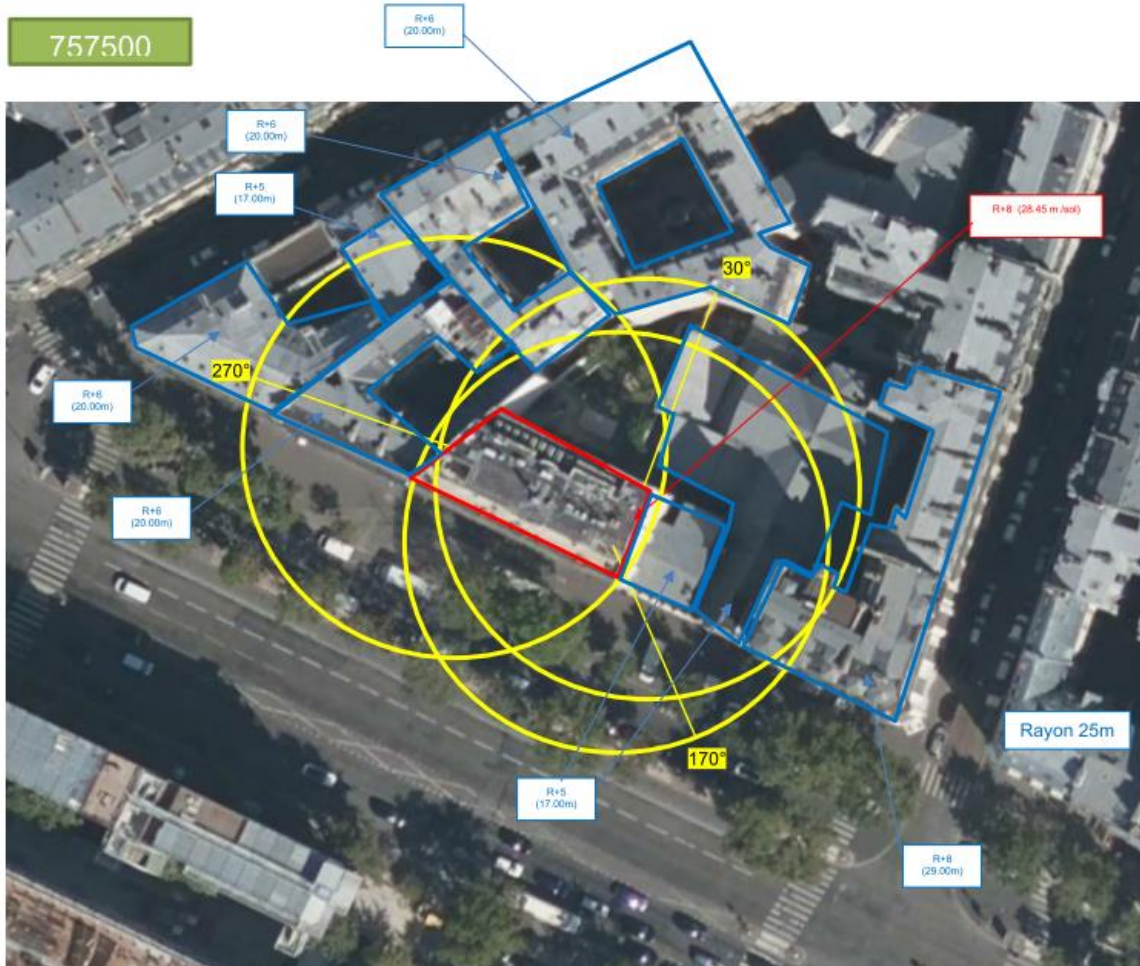 757500
R+6
(20.00m)
R+6
(20.00m)
R+5
(17.00m)
R+8 (28.45 m /sol)
30°
270°
R+6
(20.00m)
R+6
(20.00m)
Rayon 25m
170°
R+5
(17.00m)
R+8
(29.00m)